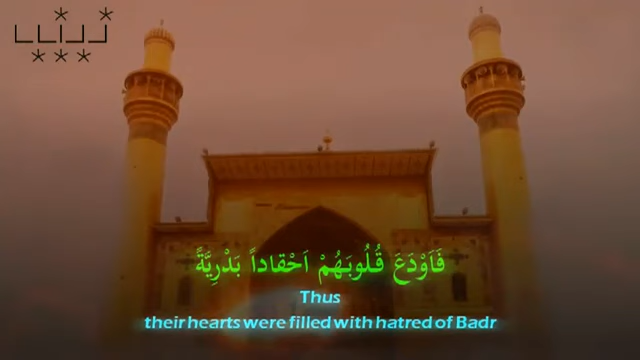 فَاَوْدَعَ قُلُوبَهُمْ اَحْقاداً بَدْرِيَّةً
Thus
their hearts were filled with hatred of Badr